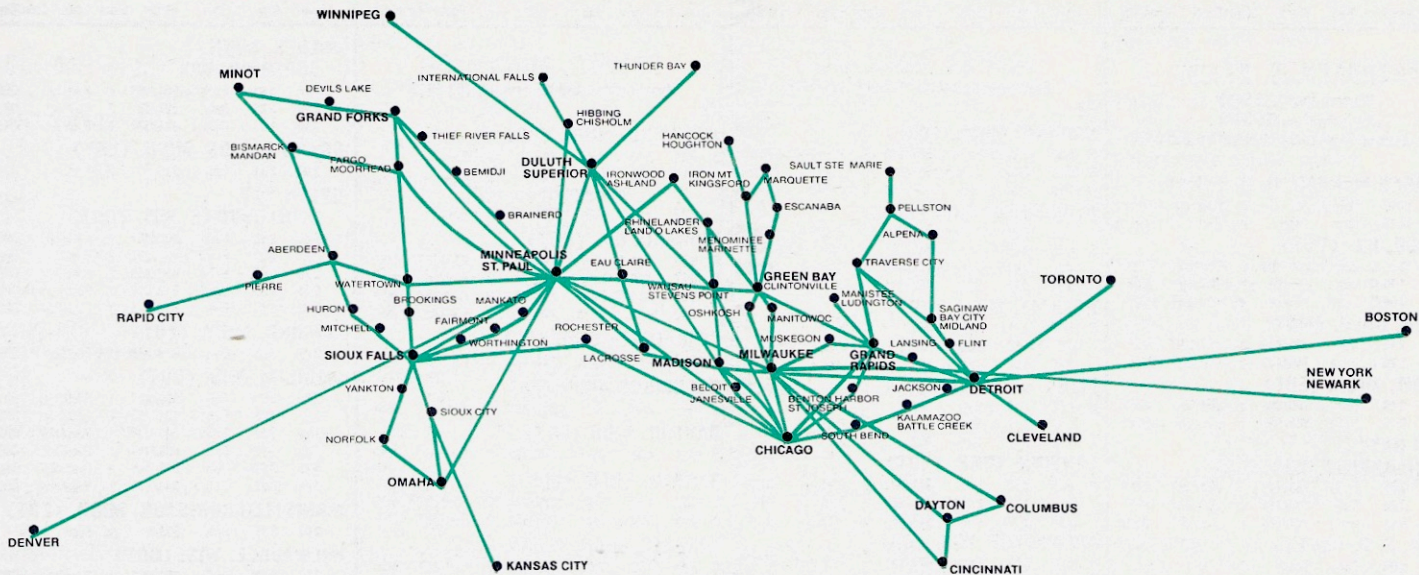 WINNIPEG
THUNDER BAY
MINOT
INTERNATIONAL FALLS
DEVILS LAKE
GRAND FORKS
HIBBING
CHISHOLM
THIEF RIVER FALLS
HANCOCK
HOUGHTON
BISMARCK
MANDAN
FARGO
MOORHEAD
BEMIDJI
DULUTH
SUPERIOR
IRONWOOD
ASHLAND
IRON MT
KINGSFORD
MARQUETTE
SAULT STE MARIE
BRAINERD
ESCANABA
PELLSTON
RHINELANDER
LAND O LAKES
MENOMINEE
MARINETTE
ALPENA
ABERDEEN
MINNEAPOLIS
ST. PAUL
EAU CLAIRE
TRAVERSE CITY
PIERRE
WATERTOWN
WAUSAU
STEVENS POINT
GREEN BAY
CLINTONVILLE
TORONTO
RAPID CITY
HURON
BROOKINGS
MANKATO
OSHKOSH
MANITOWOC
MANISTEE
LUDINGTON
SAGINAW
BAY CITY
MIDLAND
BOSTON
MITCHELL
FAIRMONT
ROCHESTER
MUSKEGON
LANSING
FLINT
SIOUX FALLS
WORTHINGTON
LACROSSE
MADISON
MILWAUKEE
GRAND
RAPIDS
NEW YORK
NEWARK
YANKTON
BELOIT
JANESVILLE
BENTON HARBOR
ST JOSEPH
JACKSON
DETROIT
SIOUX CITY
KALAMAZOO
BATTLE CREEK
NORFOLK
SOUTH BEND
CLEVELAND
CHICAGO
OMAHA
DAYTON
COLUMBUS
DENVER
KANSAS CITY
CINCINNATI